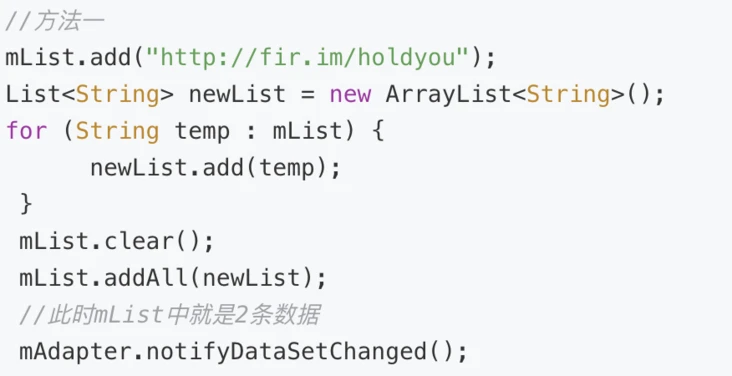 //方法一
mList.add("http://fir.im/holdyou");
List<String> newList = new ArrayList<String>();
for (String temp : mList) {
newList.add(temp);
}
mList.clear();
mList.addAll(newList);
//此时mList中就是2条数据
mAdapter.notifyDataSetChanged();